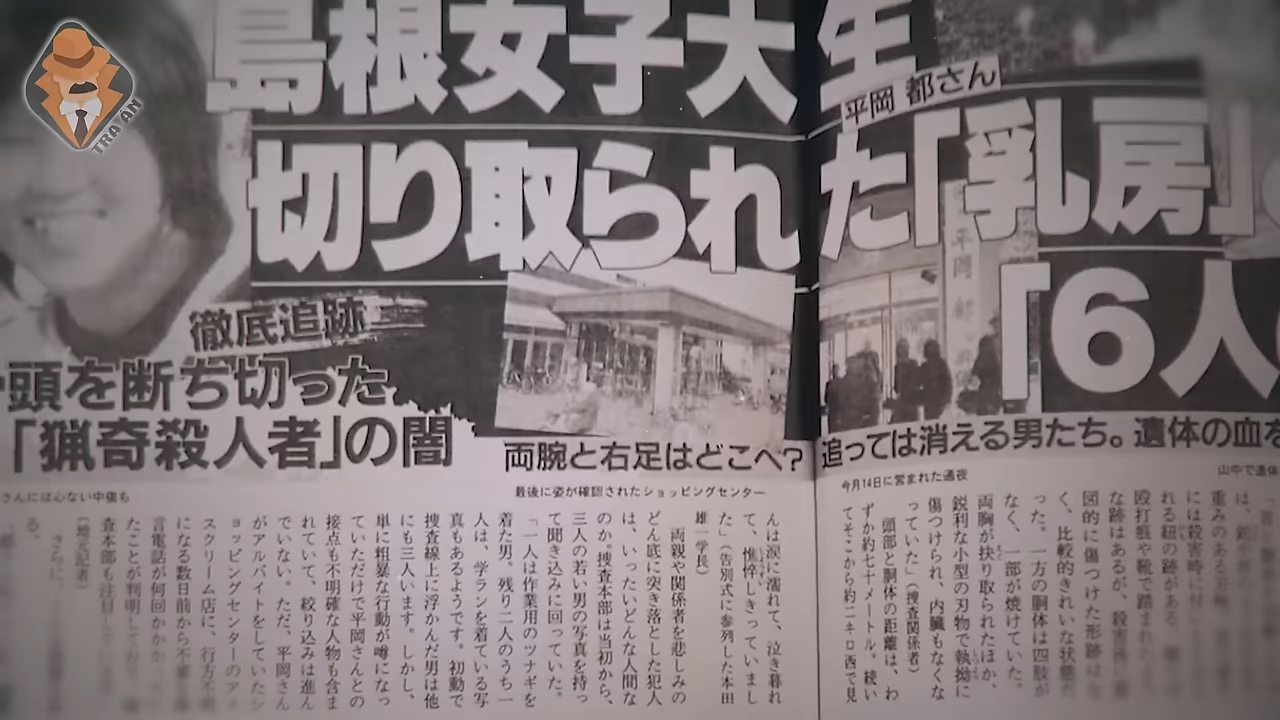 TRA AN
島根女子大生
平岡 都さん
切り取られた「乳房」
「6人
徹底追跡
頭を断ち切った
「猟奇殺人者」の闇
両腕と右足はどこへ?
追っては消える男たち。遺体の血を
さんには心ない中傷も
最後に姿が確認されたショッピングセンター
今月14日に営まれた通夜
山中で遺体
平岡都
重みのある
には殺害時に付
れる紐の跡がある。
殴打痕や靴で踏まれた
な跡はあるが、殺害後
図的に傷つけた形跡はな
く、比較的きれいな状態だ
った。一方の胴体は四肢が
なく、一部が焼けていた。
両胸が抉り取られたほか、
鋭利な小型の刃物で執拗に
傷つけられ、内臓もなくな
っていた」(捜査関係者)
頭部と胴体の距離は、わ
ずか約七十メートル。続い
てそこから約二キロ西で見
んは涙に濡れて、泣き暮れ
て、憔悴しきっていまし
た」(告別式に参列した本田
雄一学長)
両親や関係者を悲しみの
どん底に突き落とした犯人
は、いったいどんな人間な
のか。捜査本部は当初から、
三人の若い男の写真を持っ
て聞き込みに回っていた。
「一人は作業用のツナギを
着た男。残り二人のうち一
人は、学ランを着ている写
真もあるようです。初動で
捜査線上に浮かんだ男は他
にも三人います。しかし、
単に粗暴な行動が噂になっ
ていただけで平岡さんとの
接点も不明確な人物も含ま
れていて、絞り込みは進ん
でいない。ただ、平岡さん
がアルバイトをしていたシ
ョッピングセンターのアイ
スクリーム店に、行方不明
になる数日前から不審な無
言電話が何回かか
たことが判明しており、
査本部も注目し
(地元記者)
さらに、
る。